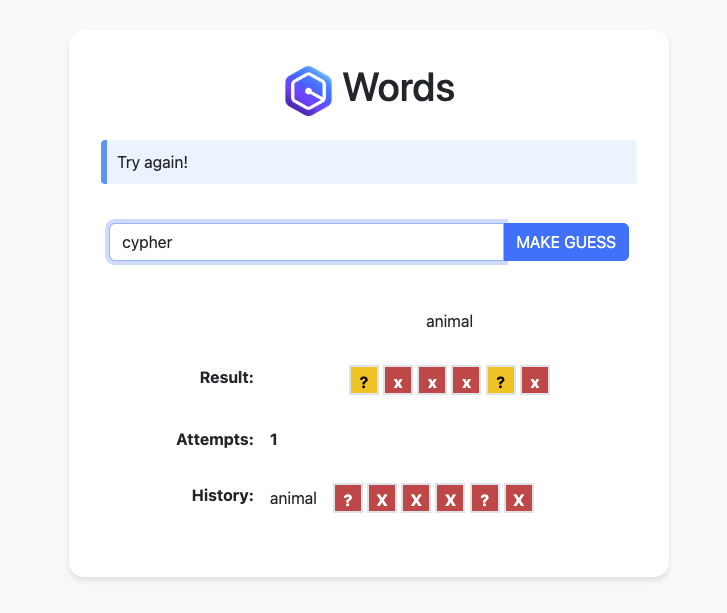 Words
Try again!
cypher MAKE GUESS
animal
Result: ? x x x ? x
Attempts: 1
History: animal ? X X X ? X